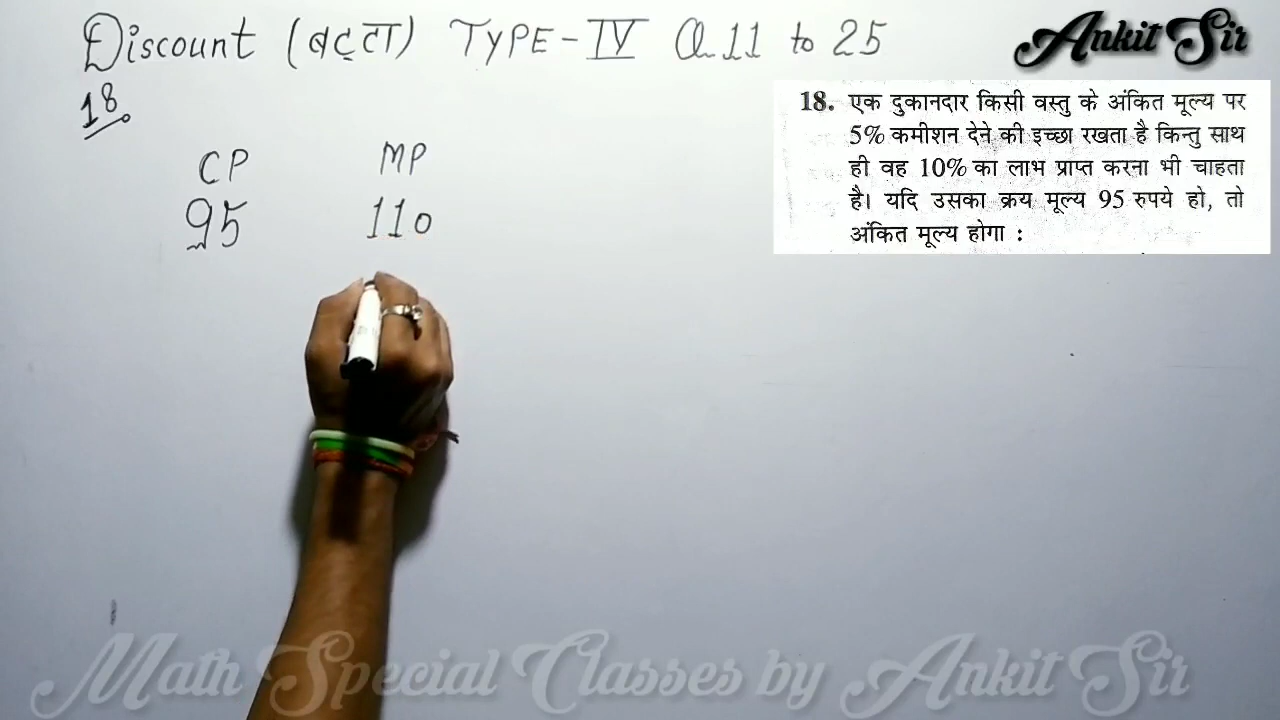 Discount (बट्टा) TYPE-IV Q.11 to 25
Ankit Sir
18
18. एक दुकानदार किसी वस्तु के अंकित मूल्य पर
5% कमीशन देने की इच्छा रखता है किन्तु साथ
ही वह 10% का लाभ प्राप्त करना भी चाहता
है। यदि उसका क्रय मूल्य 95 रुपये हो, तो
अंकित मूल्य होगा :
CP MP
95 110
Math Special Classes by Ankit Sir